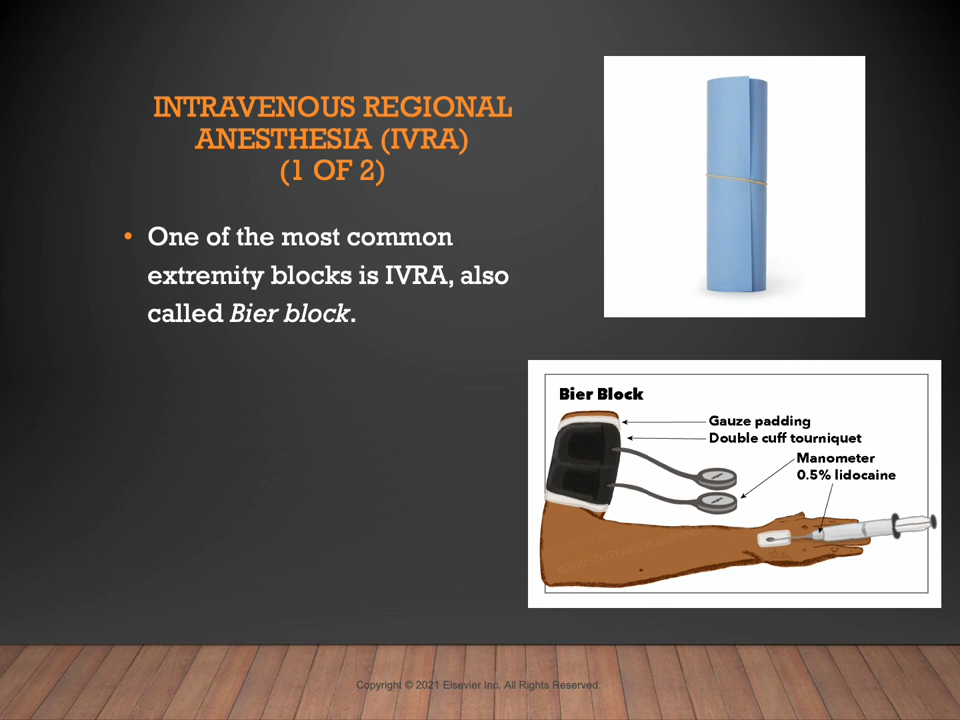 INTRAVENOUS REGIONAL
ANESTHESIA (IVRA)
(1 OF 2)
• One of the most common
extremity blocks is IVRA, also
called Bier block.
Bier Block
Gauze padding
Double cuff tourniquet
Manometer
0.5% lidocaine
Copyright © 2021 Elsevier Inc. All Rights Reserved.